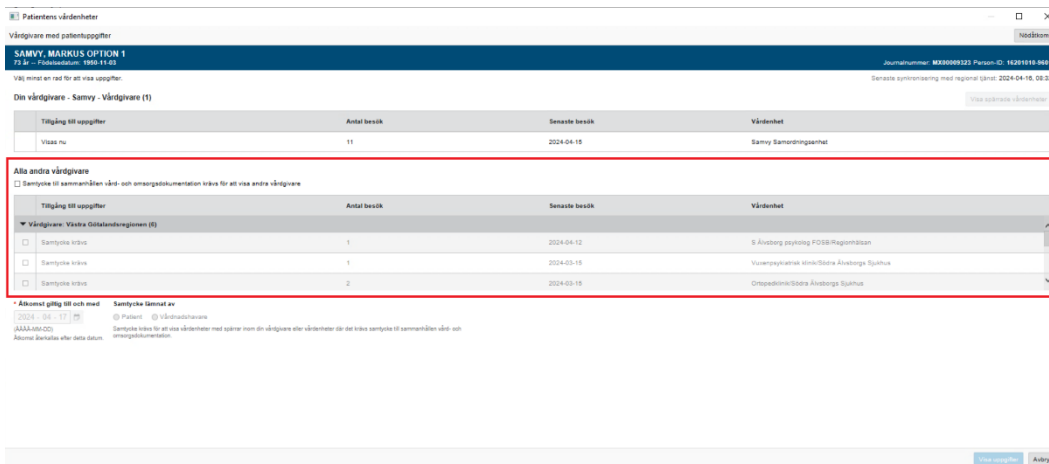 Patientens vårdenheter
Vårdgivare med patientuppgifter
Nödåtkom
SAMVY, MARKUS OPTION 1
73 år -- Födelsedatum: 1950-11-03
Journalnummer: MX00009323 Person-ID: 16201010-960
Välj minst en rad för att visa uppgifter.
Senaste synkronisering med regional tjänst: 2024-04-16, 08:3
Din vårdgivare - Samvy - Vårdgivare (1)
Visa spärrade vårdenheter
Tillgång till uppgifter Antal besök Senaste besök Vårdenhet
Visas nu 11 2024-04-15 Samvy Samordningsenhet
Alla andra vårdgivare
Samtycke till sammanhållen vård- och omsorgsdokumentation krävs för att visa andra vårdgivare
Tillgång till uppgifter Antal besök Senaste besök Vårdenhet
Vårdgivare: Västra Götalandsregionen (6)
Samtycke krävs 1 2024-04-12 S Älvsborg psykolog FOSB/Regionhälsan
Samtycke krävs 1 2024-03-15 Vuxenpsykiatrisk klinik/Södra Älvsborgs Sjukhus
Samtycke krävs 2 2024-03-15 Ortopedklinik/Södra Älvsborgs Sjukhus
* Åtkomst giltig till och med Samtycke lämnat av
2024 - 04 - 17 Patient Vårdnadshavare
(ÅÅÅÅ-MM-DD)
Åtkomst återkallas efter detta datum.
Samtycke krävs för att visa vårdenheter med spärrar inom din vårdgivare eller vårdenheter där det krävs samtycke till sammanhållen vård- och
omsorgsdokumentation.
Visa uppgifter Avbry